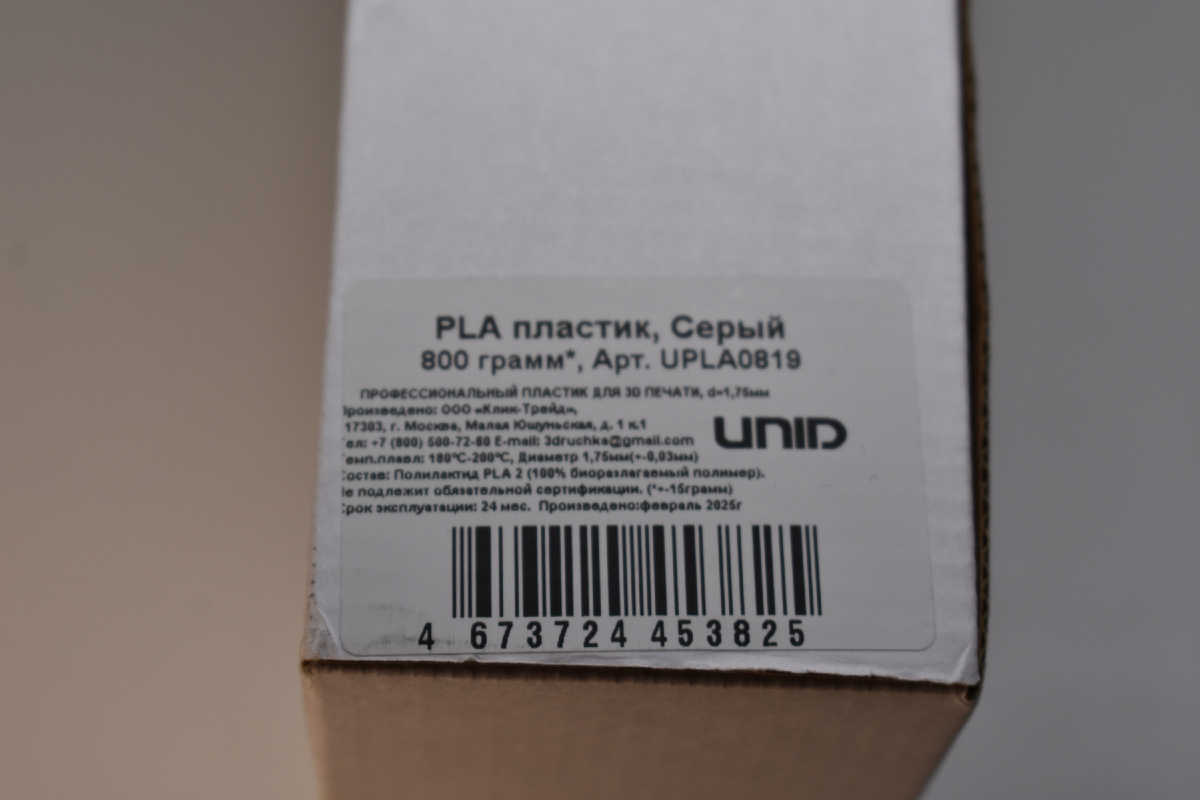 PLA пластик, Серый
800 грамм*, Арт. UPLA0819
ПРОФЕССИОНАЛЬНЫЙ ПЛАСТИК ДЛЯ 3D ПЕЧАТИ, d=1,75мм
Произведено: ООО «Клик-Трейд»,
17303, г. Москва, Малая Юшуньская, д. 1 к.1
ел: +7 (800) 500-72-60 E-mail: 3druchka@gmail.com
UNID
емп.плавл: 180°C-200°C, Диаметр 1,75мм(+-0,03мм)
Состав: Полилактид PLA 2 (100% биоразлагаемый полимер).
Не подлежит обязательной сертификации. (*+-15грамм)
Срок эксплуатации: 24 мес. Произведено:февраль 2025г
4 673724 453825